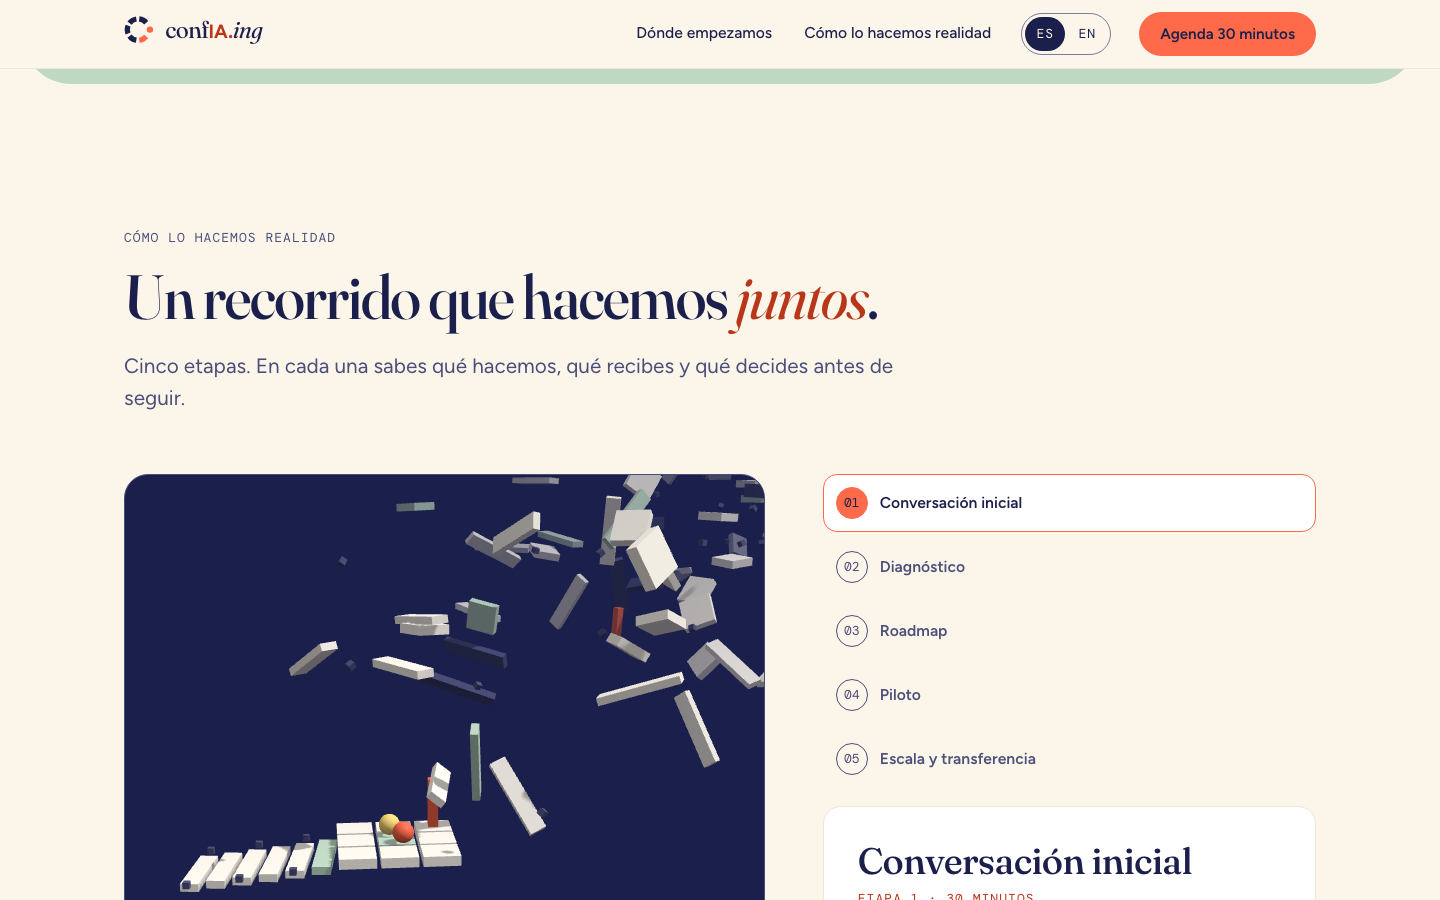 confIA.ing
Dónde empezamos
Cómo lo hacemos realidad
ES
EN
Agenda 30 minutos
CÓMO LO HACEMOS REALIDAD
Un recorrido que hacemos juntos.
Cinco etapas. En cada una sabes qué hacemos, qué recibes y qué decides antes de
seguir.
01 Conversación inicial
02 Diagnóstico
03 Roadmap
04 Piloto
05 Escala y transferencia
Conversación inicial
ETAPA 1 · 30 MINUTOS